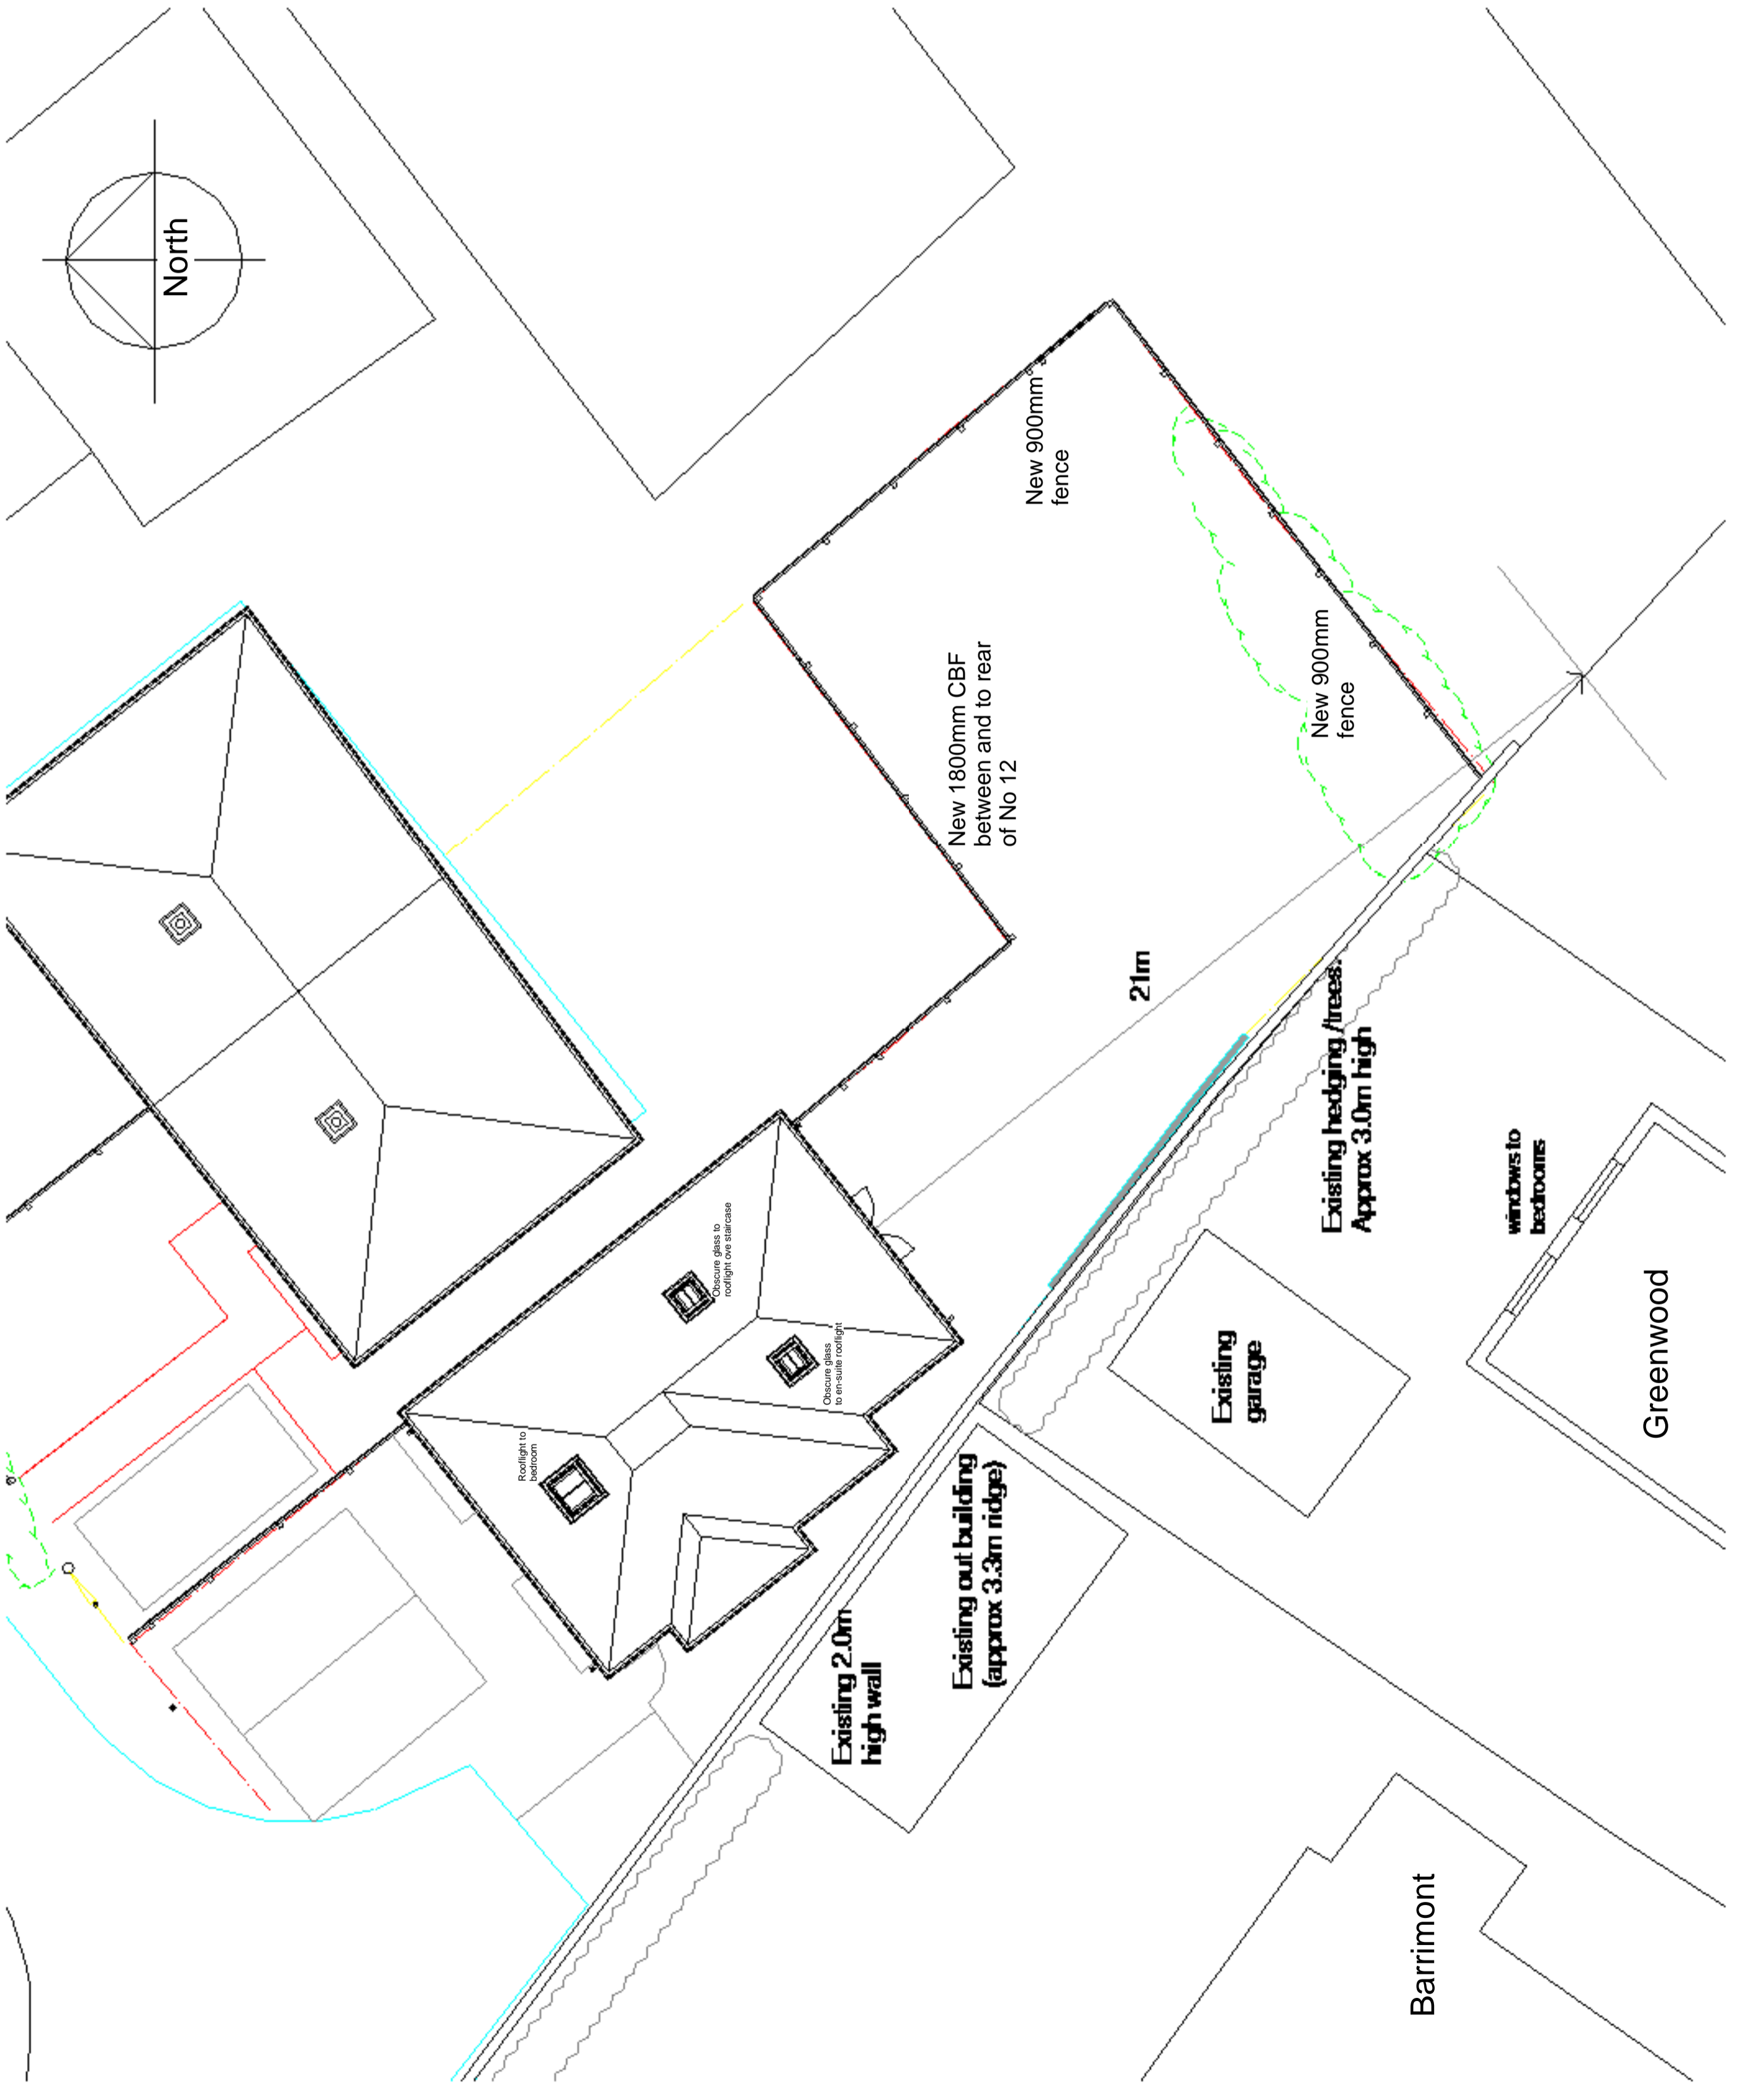 North
New 900mm
fence
New 1800mm CBF
between and to rear
of No 12
New 900mm
fence
21m
Existing hedging /trees.
Approx 3.0m high
windows to
bedrooms
Greenwood
Obscure glass to
rooflight ove staircase
Obscure glass
to en-suite rooflight
Rooflight to
bedroom
Existing
garage
Existing out building
(approx 3.3m ridge)
Existing 2.0m
high wall
Barrimont